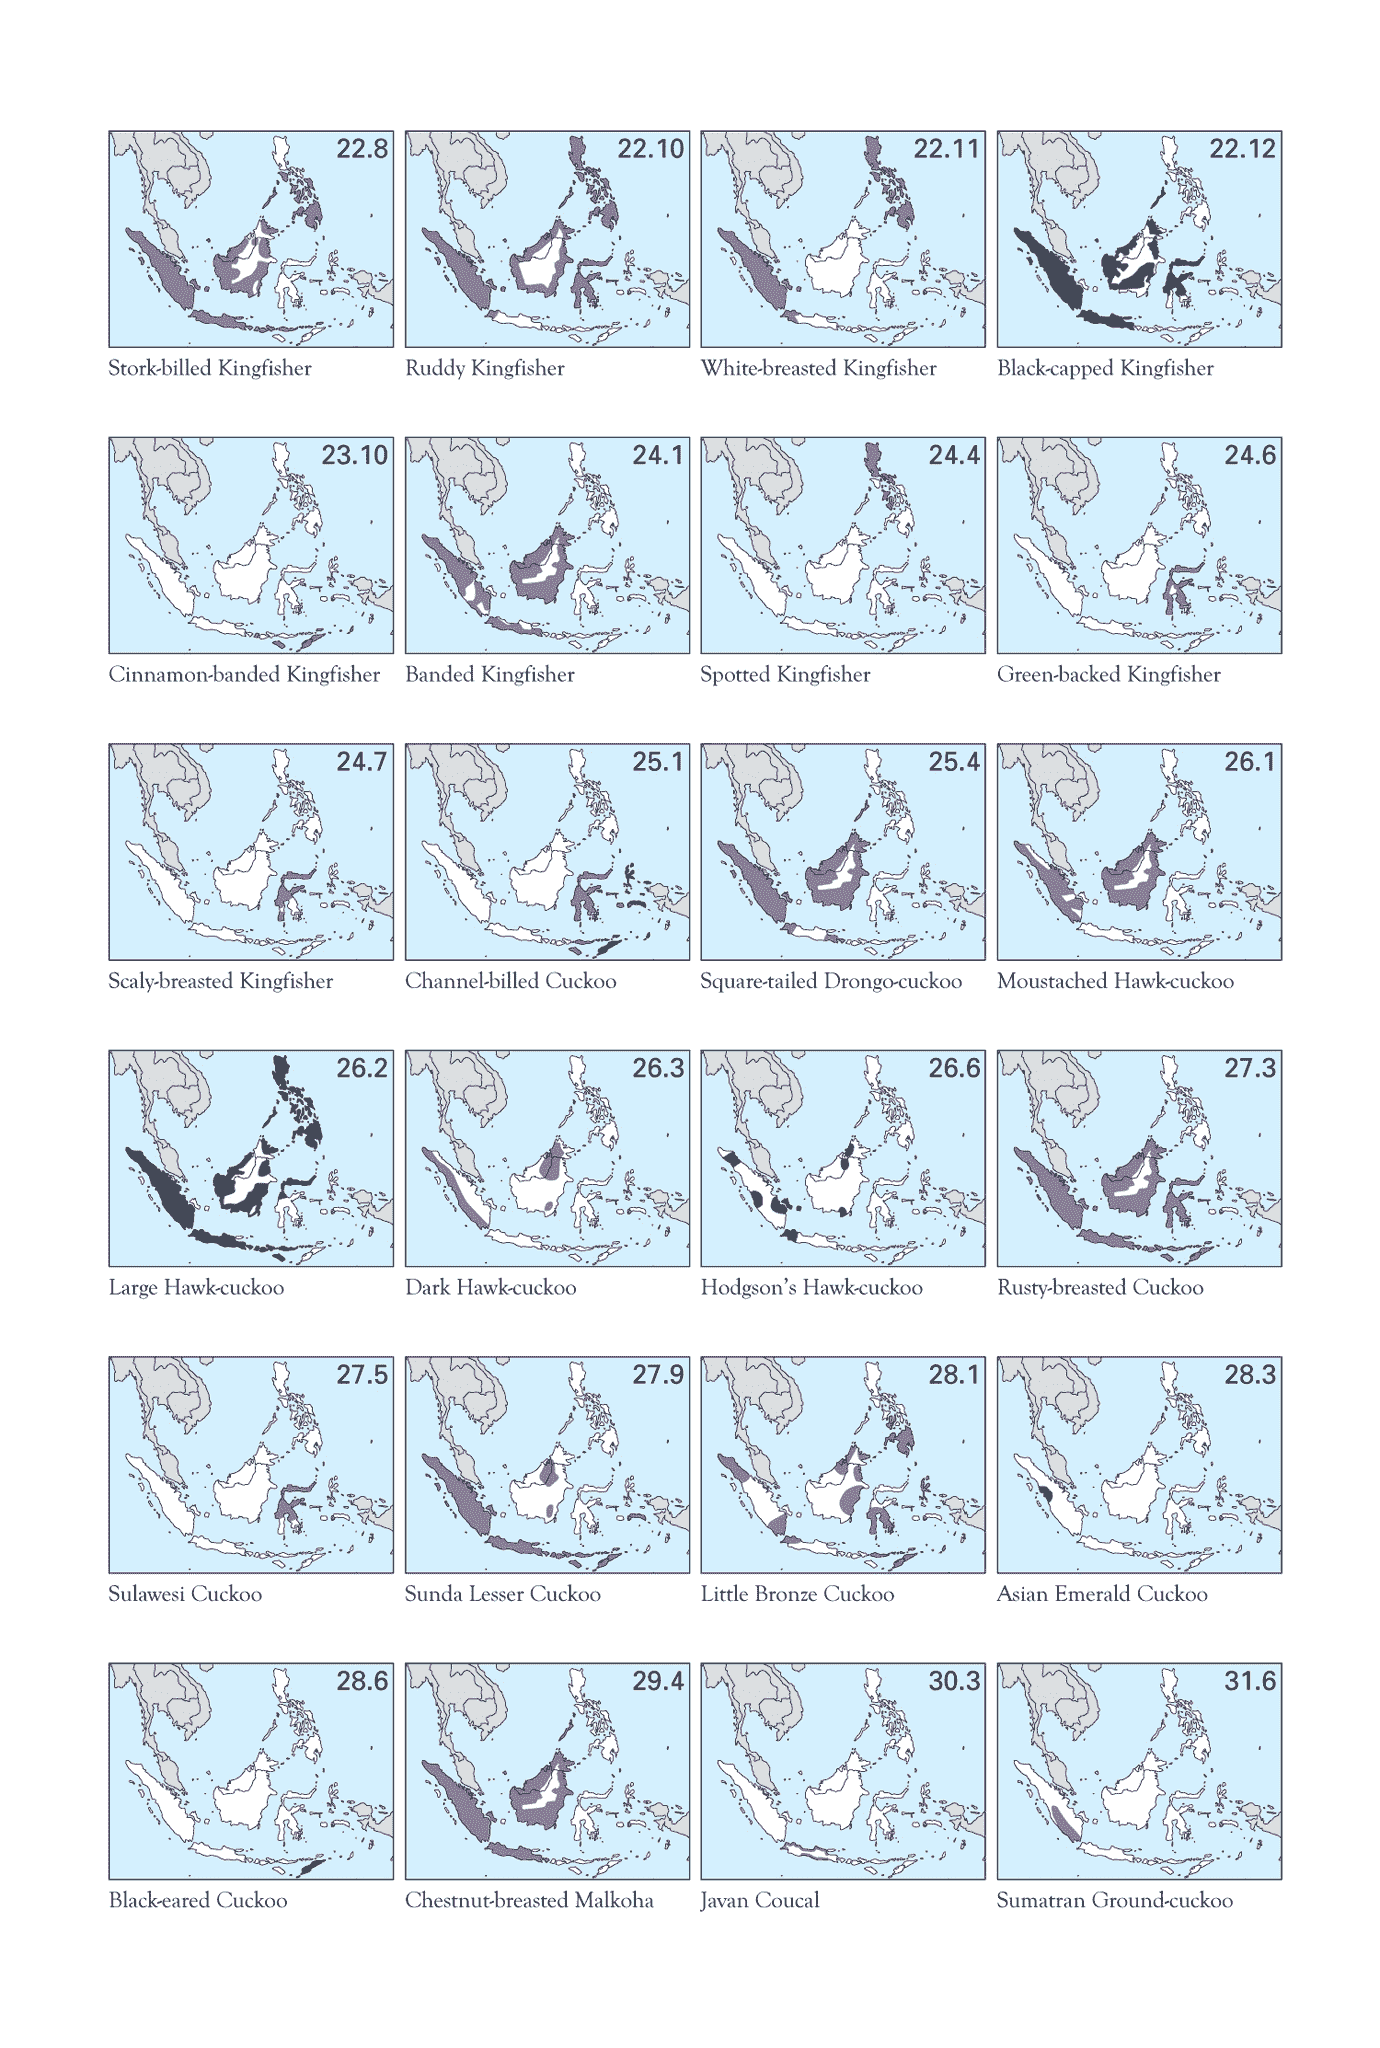 22.8
22.10
22.11
22.12
Stork-billed Kingfisher
Ruddy Kingfisher
White-breasted Kingfisher
Black-capped Kingfisher
23.10
24.1
24.4
24.6
Cinnamon-banded Kingfisher
Banded Kingfisher
Spotted Kingfisher
Green-backed Kingfisher
24.7
25.1
25.4
26.1
Scaly-breasted Kingfisher
Channel-billed Cuckoo
Square-tailed Drongo-cuckoo
Moustached Hawk-cuckoo
26.2
26.3
26.6
27.3
Large Hawk-cuckoo
Dark Hawk-cuckoo
Hodgson's Hawk-cuckoo
Rusty-breasted Cuckoo
27.5
27.9
28.1
28.3
Sulawesi Cuckoo
Sunda Lesser Cuckoo
Little Bronze Cuckoo
Asian Emerald Cuckoo
28.6
29.4
30.3
31.6
Black-eared Cuckoo
Chestnut-breasted Malkoha
Javan Coucal
Sumatran Ground-cuckoo